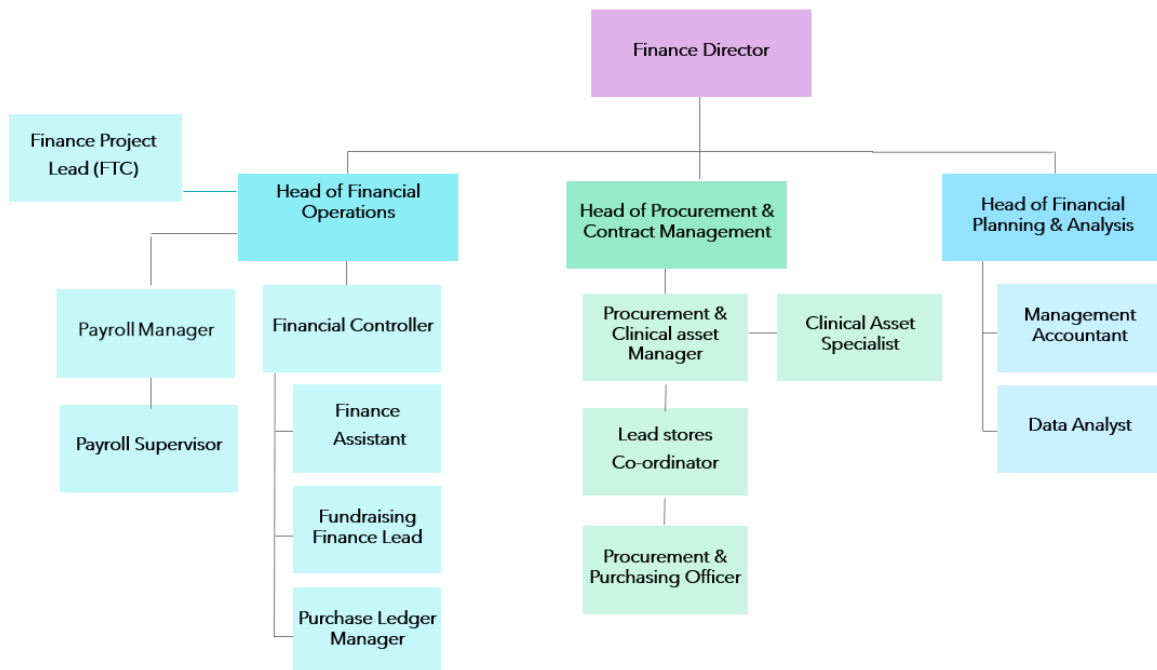 Finance Director
Finance Project
Lead (FTC)
Head of Financial
Operations
Head of Procurement &
Contract Management
Head of Financial
Planning & Analysis
Payroll Manager
Financial Controller
Procurement &
Clinical asset
Manager
Clinical Asset
Specialist
Management
Accountant
Payroll Supervisor
Finance
Assistant
Lead stores
Co-ordinator
Data Analyst
Fundraising
Finance Lead
Procurement &
Purchasing Officer
Purchase Ledger
Manager